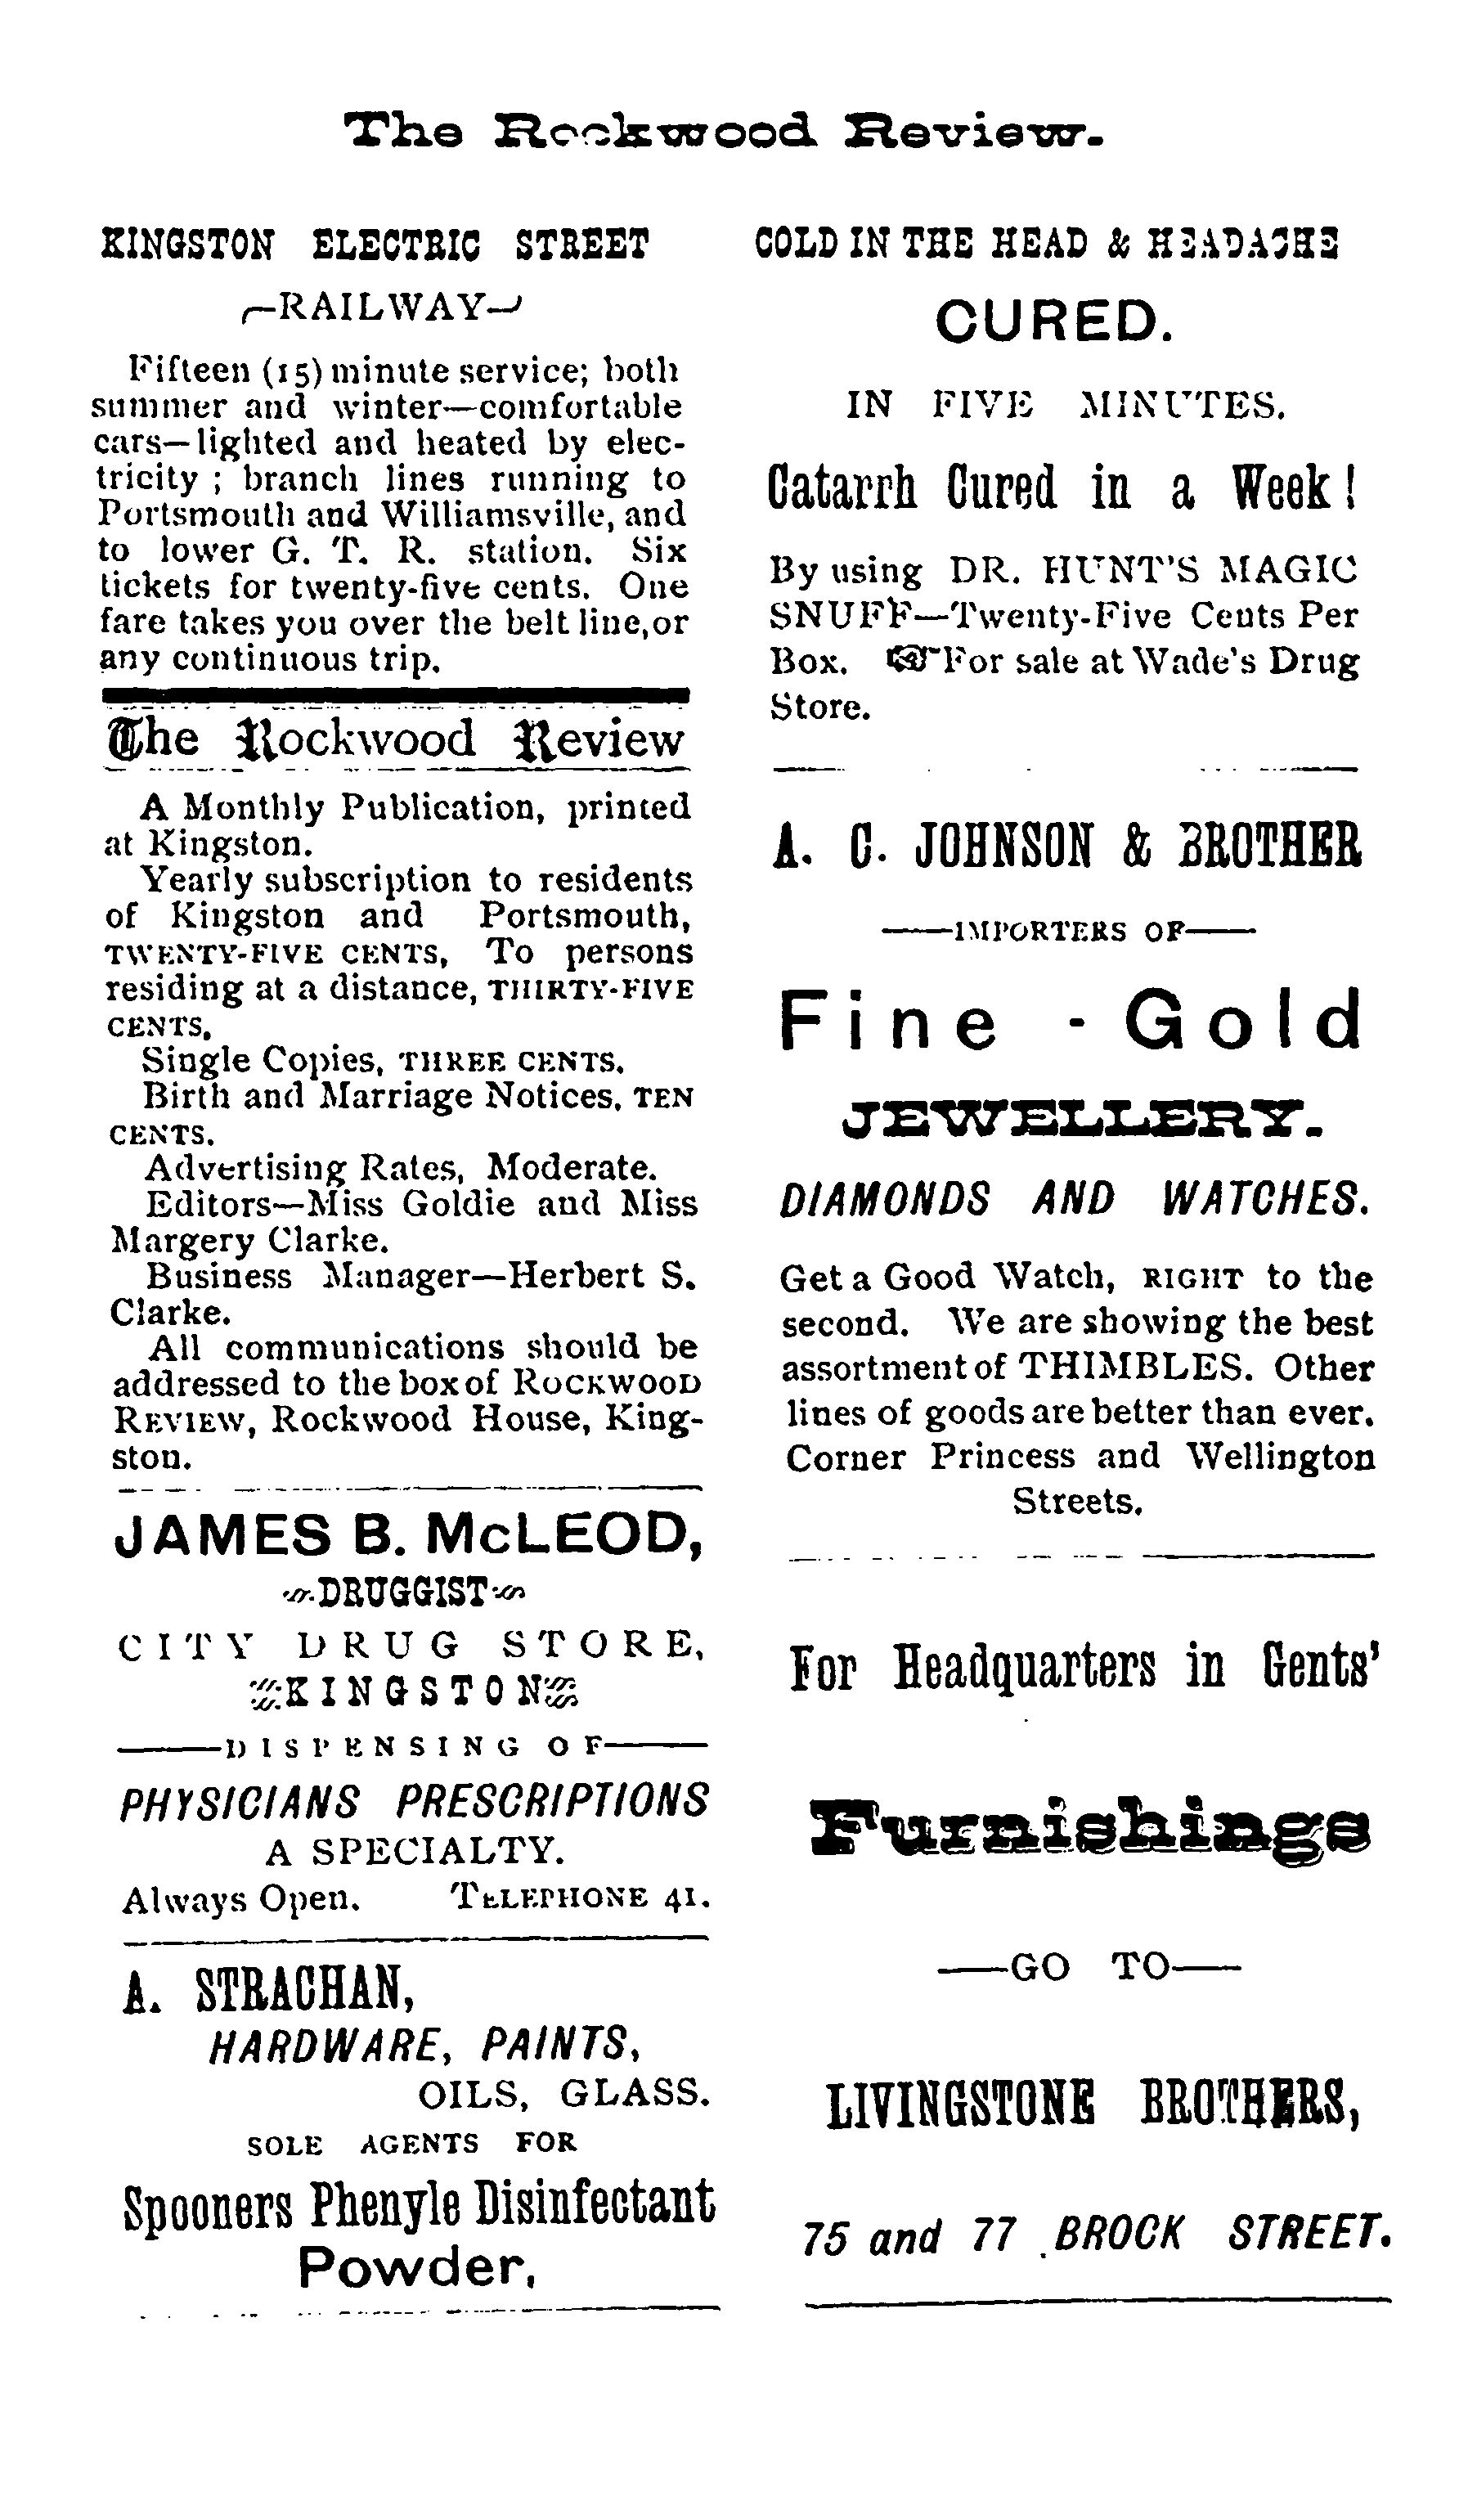 The Rockwood Review.
KINGSTON ELECTRIC STREET
RAILWAY
Fifteen (15) minute service; both
summer and winter—comfortable
cars—lighted and heated by elec-
tricity ; branch lines running to
Portsmouth and Williamsville, and
to lower G. T. R. station. Six
tickets for twenty-five cents. One
fare takes you over the belt line, or
any continuous trip.
The Rockwood Review
A Monthly Publication, printed
at Kingston.
Yearly subscription to residents
of Kingston and Portsmouth,
TWENTY-FIVE CENTS, To persons
residing at a distance, THIRTY-FIVE
CENTS.
Single Copies, THREE CENTS.
Birth and Marriage Notices, TEN
CENTS.
Advertising Rates, Moderate.
Editors—Miss Goldie and Miss
Margery Clarke.
Business Manager—Herbert S.
Clarke.
All communications should be
addressed to the box of ROCKWOOD
REVIEW, Rockwood House, King-
ston.
JAMES B. McLEOD,
DRUGGIST
CITY DRUG STORE,
KINGSTON
——DISPENSING OF——
PHYSICIANS PRESCRIPTIONS
A SPECIALTY.
Always Open. TELEPHONE 41.
A. STRACHAN,
HARDWARE, PAINTS,
OILS, GLASS.
SOLE AGENTS FOR
Spooners Phenyle Disinfectant
Powder,
COLD IN THE HEAD & HEADACHE
CURED.
IN FIVE MINUTES.
Catarrh Cured in a Week!
By using DR. HUNT'S MAGIC
SNUFF—Twenty-Five Cents Per
Box. ☞For sale at Wade's Drug
Store.
A. C. JOHNSON & BROTHER
——IMPORTERS OF——
Fine - Gold
JEWELLERY.
DIAMONDS AND WATCHES.
Get a Good Watch, RIGHT to the
second. We are showing the best
assortment of THIMBLES. Other
lines of goods are better than ever.
Corner Princess and Wellington
Streets.
For Headquarters in Gents'
Furnishings
——GO TO——
LIVINGSTONE BROTHERS,
75 and 77 BROCK STREET.